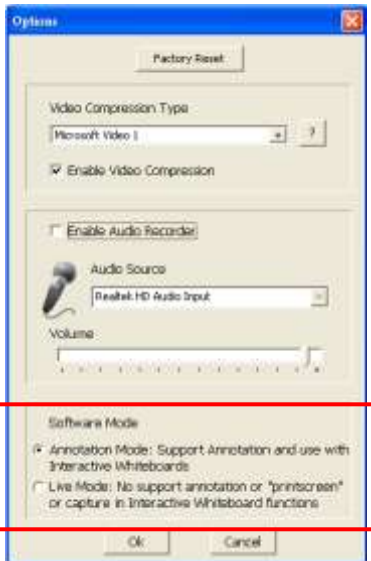 Options
Factory Reset
Video Compression Type
Microsoft Video 1
?
Enable Video Compression
Enable Audio Recorder
Audio Source
Realtek HD Audio Input
Volume
Software Mode
Annotation Mode: Support Annotation and use with
Interactive Whiteboards
Live Mode: No support annotation or "printscreen"
or capture in Interactive Whiteboard functions
Ok
Cancel